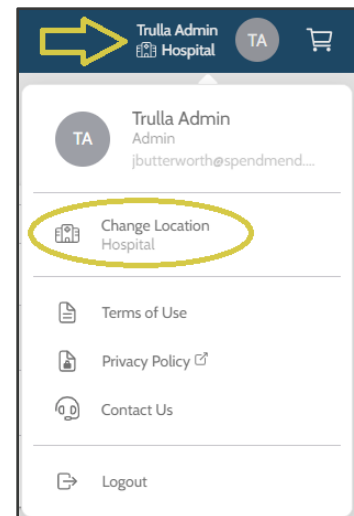 Trulla Admin
Hospital
TA
TA
Trulla Admin
Admin
jbutterworth@spendmend....
Change Location
Hospital
Terms of Use
Privacy Policy
Contact Us
Logout